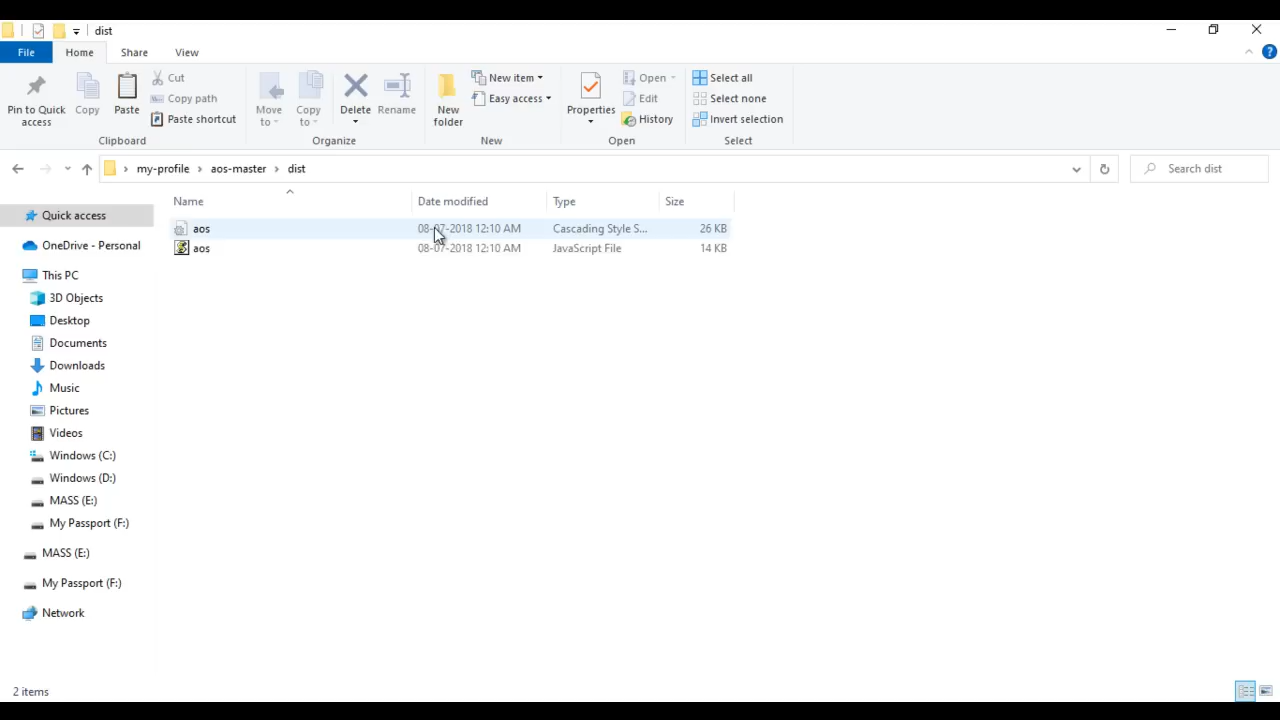 dist
File Home Share View
Pin to Quick access
Copy
Paste
Cut
Copy path
Paste shortcut
Clipboard
Move to
Copy to
Delete
Rename
Organize
New folder
New item
Easy access
New
Properties
Open
Edit
History
Open
Select all
Select none
Invert selection
Select
my-profile › aos-master › dist
Search dist
Name Date modified Type Size
aos 08-07-2018 12:10 AM Cascading Style S... 26 KB
aos 08-07-2018 12:10 AM JavaScript File 14 KB
Quick access
OneDrive - Personal
This PC
3D Objects
Desktop
Documents
Downloads
Music
Pictures
Videos
Windows (C:)
Windows (D:)
MASS (E:)
My Passport (F:)
MASS (E:)
My Passport (F:)
Network
2 items